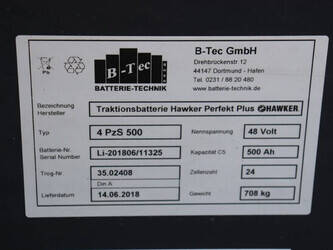 B-Tec GmbH
Drehbrückenstr. 12
44147 Dortmund - Hafen
Tel. 0231 / 88 20 480
www.batterie-technik.de
Pb
B-Tec
BATTERIE-TECHNIK
Bezeichnung Hersteller Traktionsbatterie Hawker Perfekt Plus HAWKER
Typ 4 PzS 500 Nennspannung 48 Volt
Batterie-Nr. Serial Number Li-201806/11325 Kapazität C5 500 Ah
Trog-Nr 35.02408 Zellenzahl 24
Din A
Lieferdatum 14.06.2018 Gewicht 708 kg